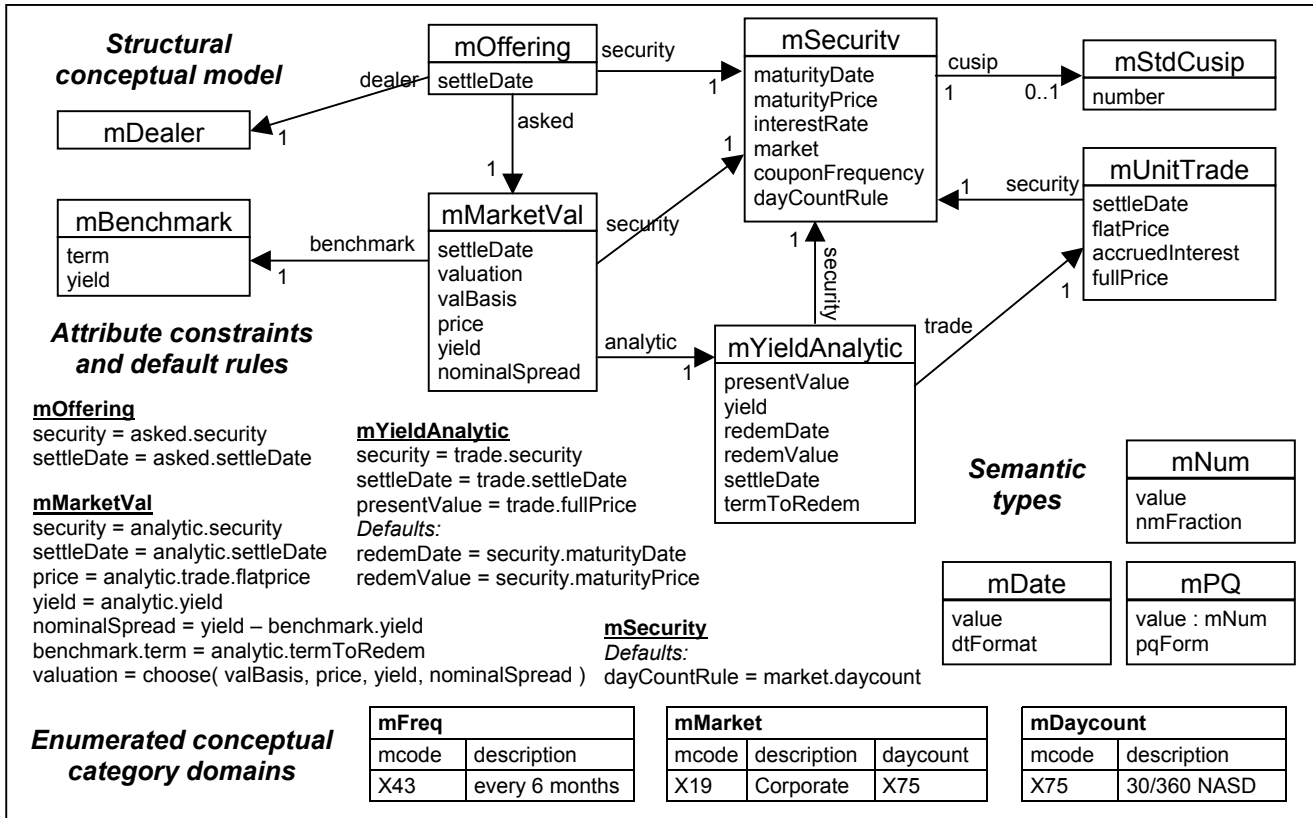 Structural
conceptual model
mOffering
settleDate
security
1
mSecurity
maturityDate
maturityPrice
interestRate
market
couponFrequency
dayCountRule
cusip
1
0..1
mStdCusip
number
dealer
1
mDealer
asked
1
mBenchmark
term
yield
benchmark
1
mMarketVal
settleDate
valuation
valBasis
price
yield
nominalSpread
security
1
1
security
mUnitTrade
settleDate
flatPrice
accruedInterest
fullPrice
1
security
analytic
1
mYieldAnalytic
presentValue
yield
redemDate
redemValue
settleDate
termToRedem
trade
1
Attribute constraints
and default rules
mOffering
security = asked.security
settleDate = asked.settleDate
mMarketVal
security = analytic.security
settleDate = analytic.settleDate
price = analytic.trade.flatprice
yield = analytic.yield
nominalSpread = yield – benchmark.yield
benchmark.term = analytic.termToRedem
valuation = choose( valBasis, price, yield, nominalSpread )
mYieldAnalytic
security = trade.security
settleDate = trade.settleDate
presentValue = trade.fullPrice
Defaults:
redemDate = security.maturityDate
redemValue = security.maturityPrice
mSecurity
Defaults:
dayCountRule = market.daycount
Semantic
types
mNum
value
nmFraction
mDate
value
dtFormat
mPQ
value : mNum
pqForm
Enumerated conceptual
category domains
mFreq
mcode description
X43 every 6 months
mMarket
mcode description daycount
X19 Corporate X75
mDaycount
mcode description
X75 30/360 NASD